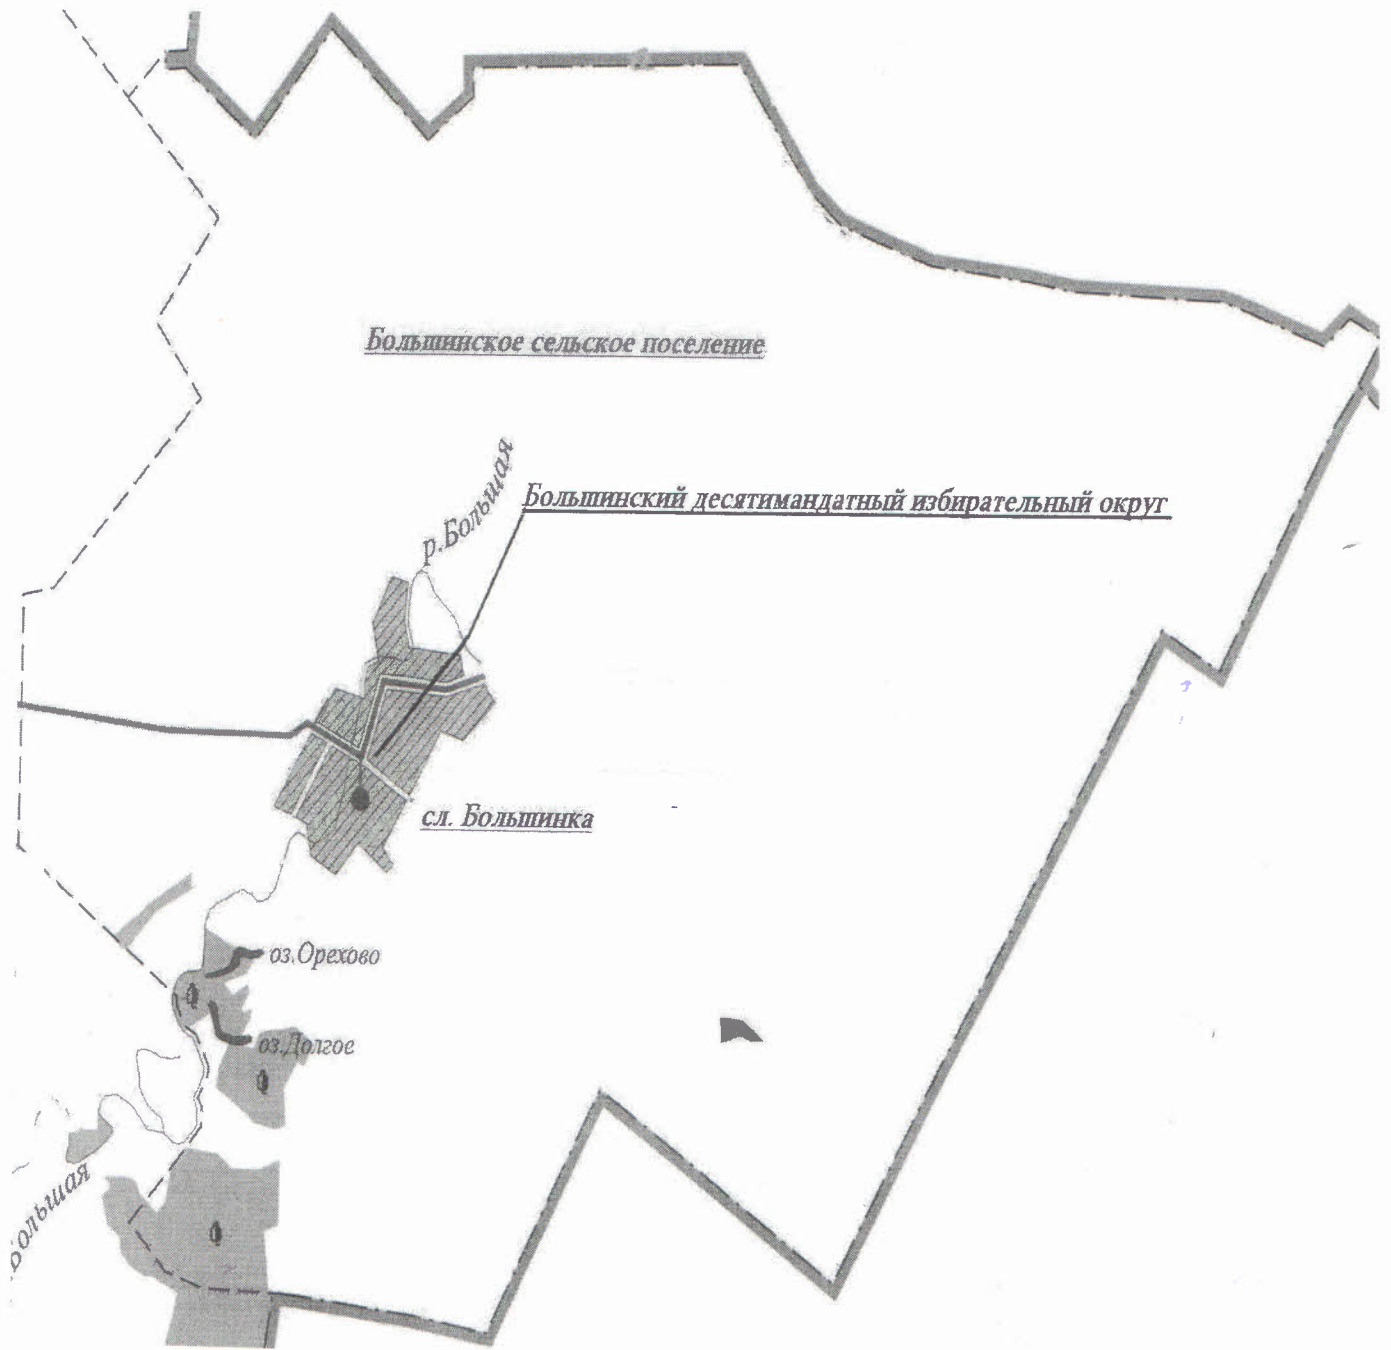 Большинское сельское поселение
р.Большая
Большинский десятимандатный избирательный округ
сл. Большинка
оз.Орехово
оз.Долгое
Большая